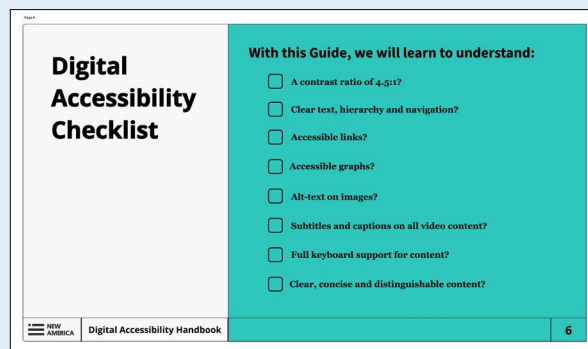 Page 6
Digital
Accessibility
Checklist
With this Guide, we will learn to understand:
A contrast ratio of 4.5:1?
Clear text, hierarchy and navigation?
Accessible links?
Accessible graphs?
Alt-text on images?
Subtitles and captions on all video content?
Full keyboard support for content?
Clear, concise and distinguishable content?
NEW
AMERICA
Digital Accessibility Handbook
6